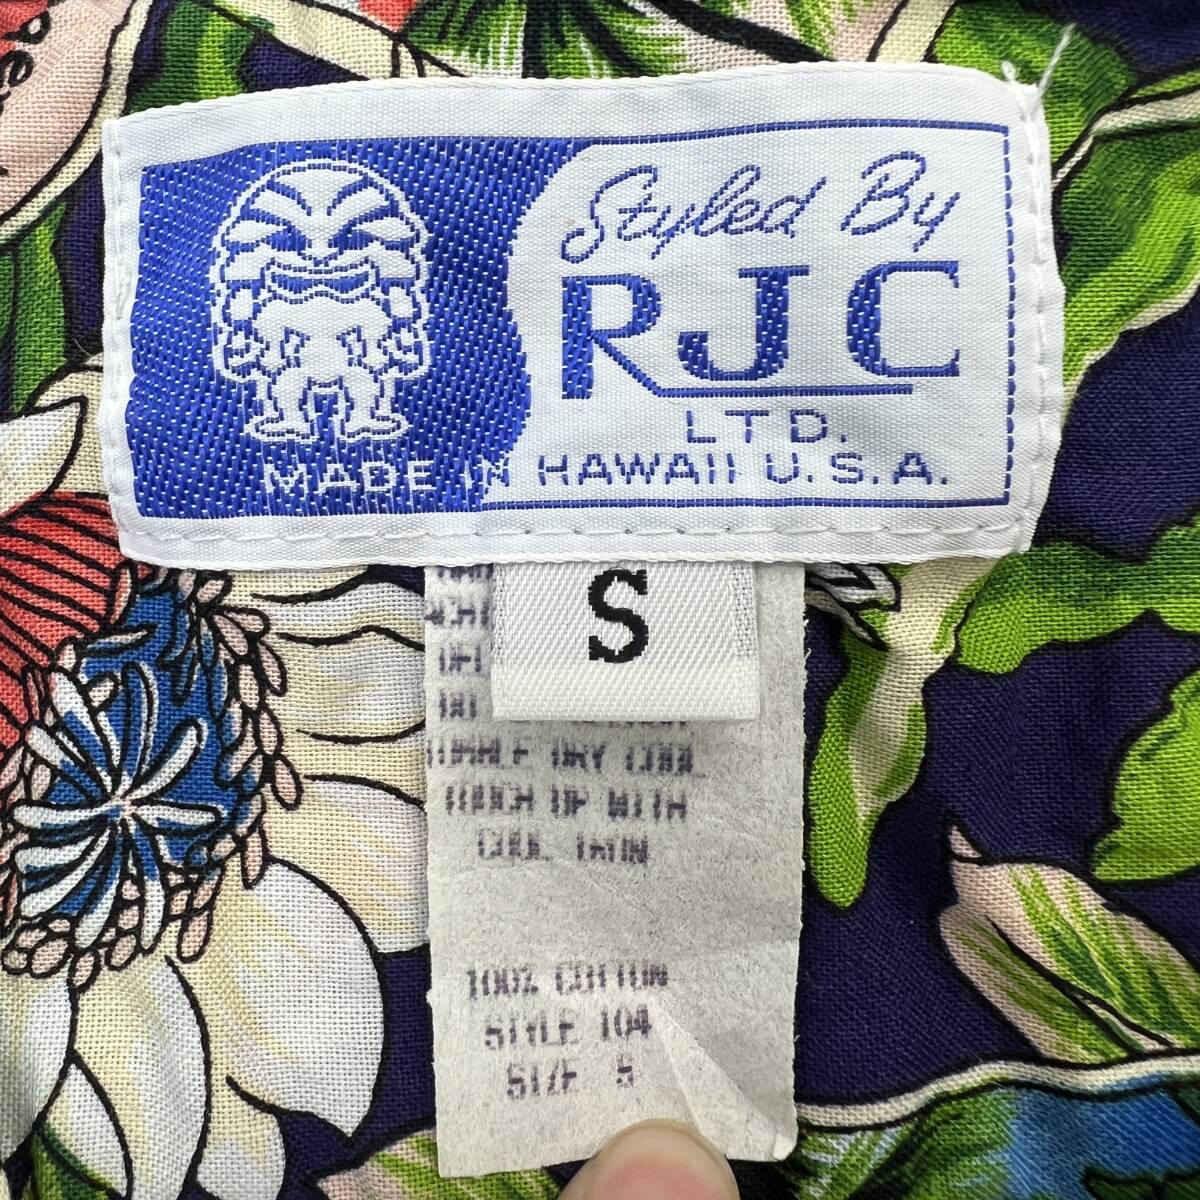 Styled By
RJC
LTD.
MADE IN HAWAII U.S.A.
S
TUMBLE DRY COOL
TOUCH UP WITH
COOL IRON
100% COTTON
STYLE 104
SIZE S